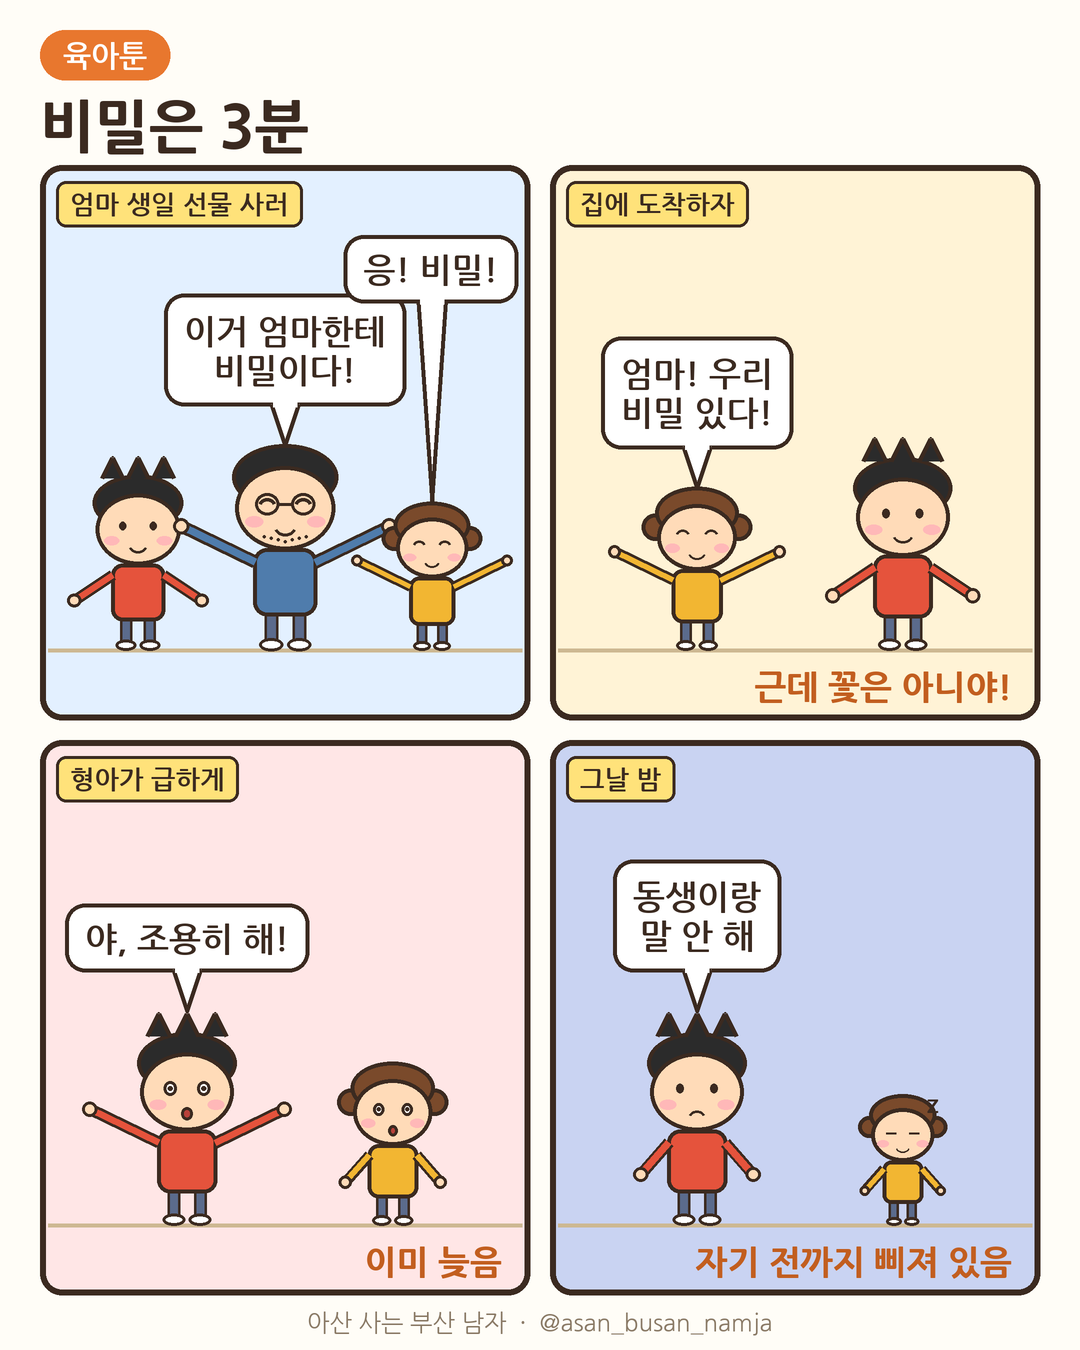 육아툰
비밀은 3분
엄마 생일 선물 사러
응! 비밀!
이거 엄마한테
비밀이다!
집에 도착하자
엄마! 우리
비밀 있다!
근데 꽃은 아니야!
형아가 급하게
야, 조용히 해!
이미 늦음
그날 밤
동생이랑
말 안 해
z
자기 전까지 삐져 있음
아산 사는 부산 남자 · @asan_busan_namja